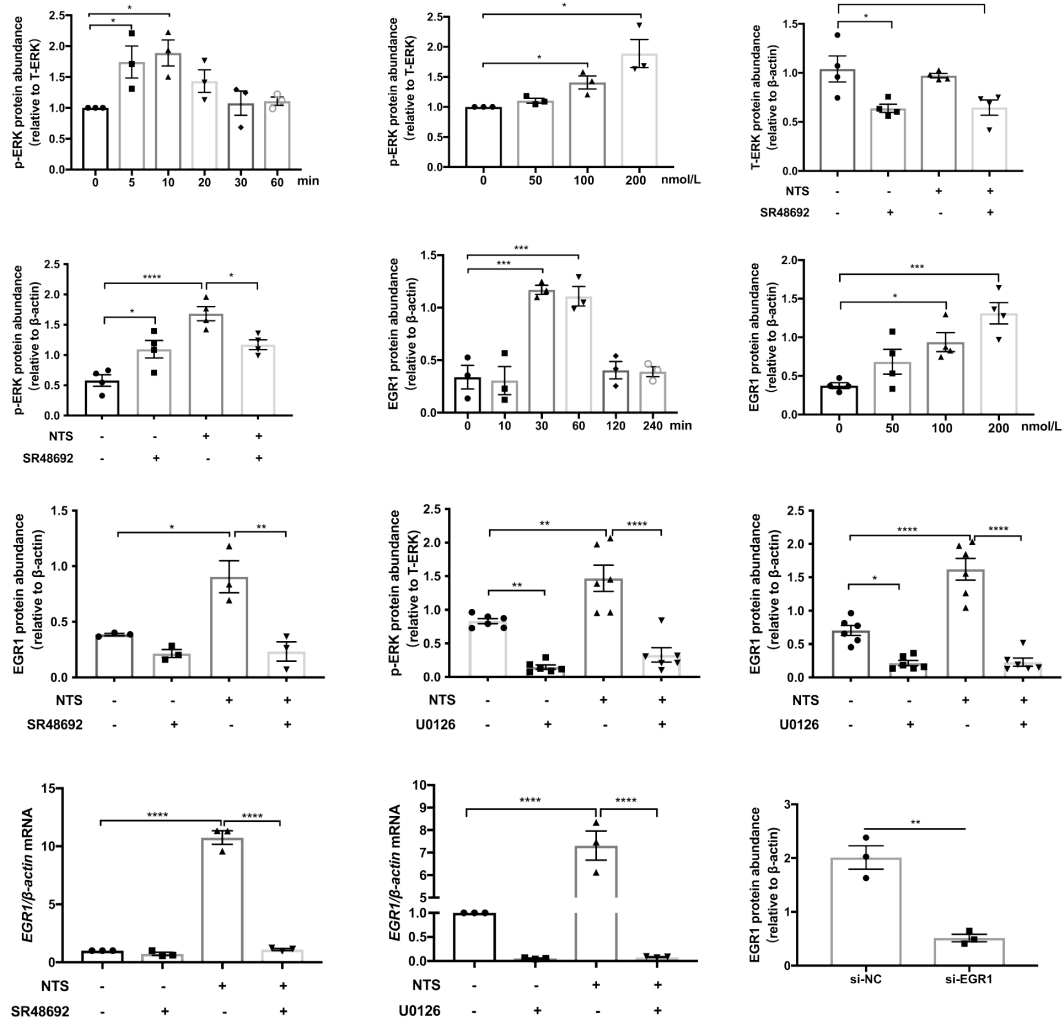 p-ERK protein abundance
(relative to T-ERK)
2.5
2.0
1.5
1.0
0.5
0.0
*
*
0 5 10 20 30 60 min
p-ERK protein abundance
(relative to T-ERK)
2.5
2.0
1.5
1.0
0.5
0.0
*
*
0 50 100 200 nmol/L
T-ERK protein abundance
(relative to β-actin)
1.5
1.0
0.5
0.0
*
*
NTS - - + +
SR48692 - + - +
p-ERK protein abundance
(relative to β-actin)
2.5
2.0
1.5
1.0
0.5
0.0
**** *
*
NTS - - + +
SR48692 - + - +
EGR1 protein abundance
(relative to β-actin)
1.5
1.0
0.5
0.0
***
***
0 10 30 60 120 240 min
EGR1 protein abundance
(relative to β-actin)
2.0
1.5
1.0
0.5
0.0
***
*
0 50 100 200 nmol/L
EGR1 protein abundance
(relative to β-actin)
1.5
1.0
0.5
0.0
* **
NTS - - + +
SR48692 - + - +
p-ERK protein abundance
(relative to T-ERK)
2.5
2.0
1.5
1.0
0.5
0.0
** ****
**
NTS - - + +
U0126 - + - +
EGR1 protein abundance
(relative to β-actin)
2.5
2.0
1.5
1.0
0.5
0.0
**** ****
*
NTS - - + +
U0126 - + - +
EGR1/β-actin mRNA
15
10
5
0
**** ****
NTS - - + +
SR48692 - + - +
EGR1/β-actin mRNA
10
9
8
7
6
5
1.0
0.5
0.0
**** ****
NTS - - + +
U0126 - + - +
EGR1 protein abundance
(relative to β-actin)
3
2
1
0
**
si-NC si-EGR1